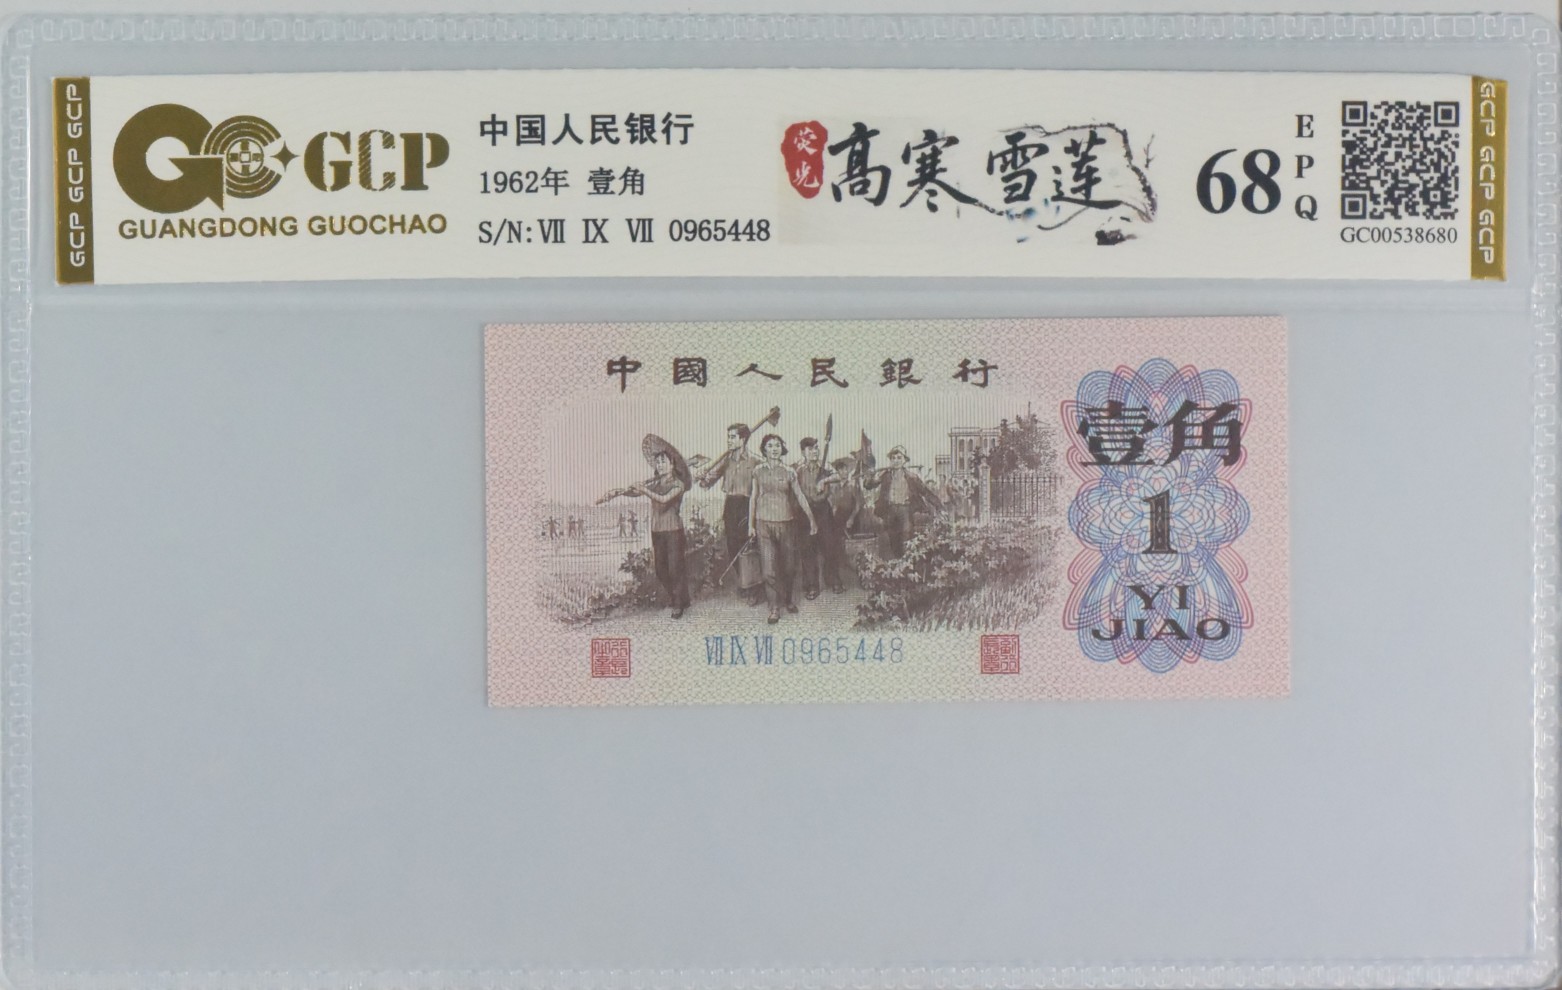 GCP GCP GCP
GCP
GUANGDONG GUOCHAO
中国人民银行
1962年 壹角
S/N:Ⅶ Ⅸ Ⅶ 0965448
荧光
高寒雪莲
68
EPQ
GC00538680
GCP GCP GCP
中國人民銀行
壹角
1
YI
JIAO
Ⅶ Ⅸ Ⅶ 0965448